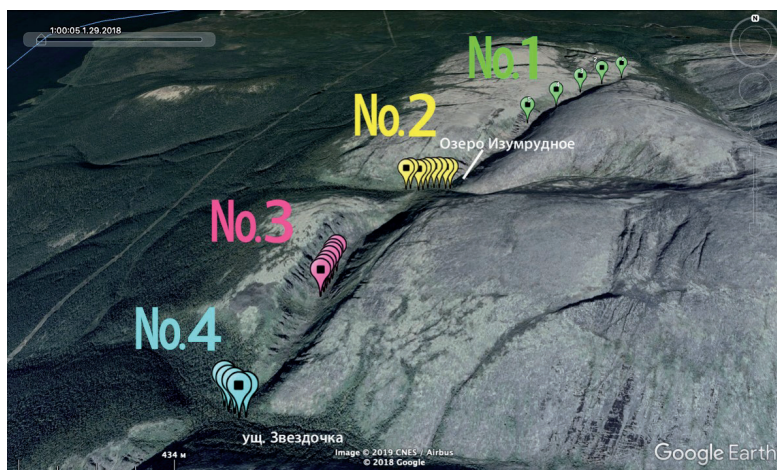 1:00:05 1.29.2018
N
No.1
No.2
Озеро Изумрудное
No.3
No.4
ущ. Звездочка
434 м
Image © 2019 CNES / Airbus
© 2018 Google
Google Earth